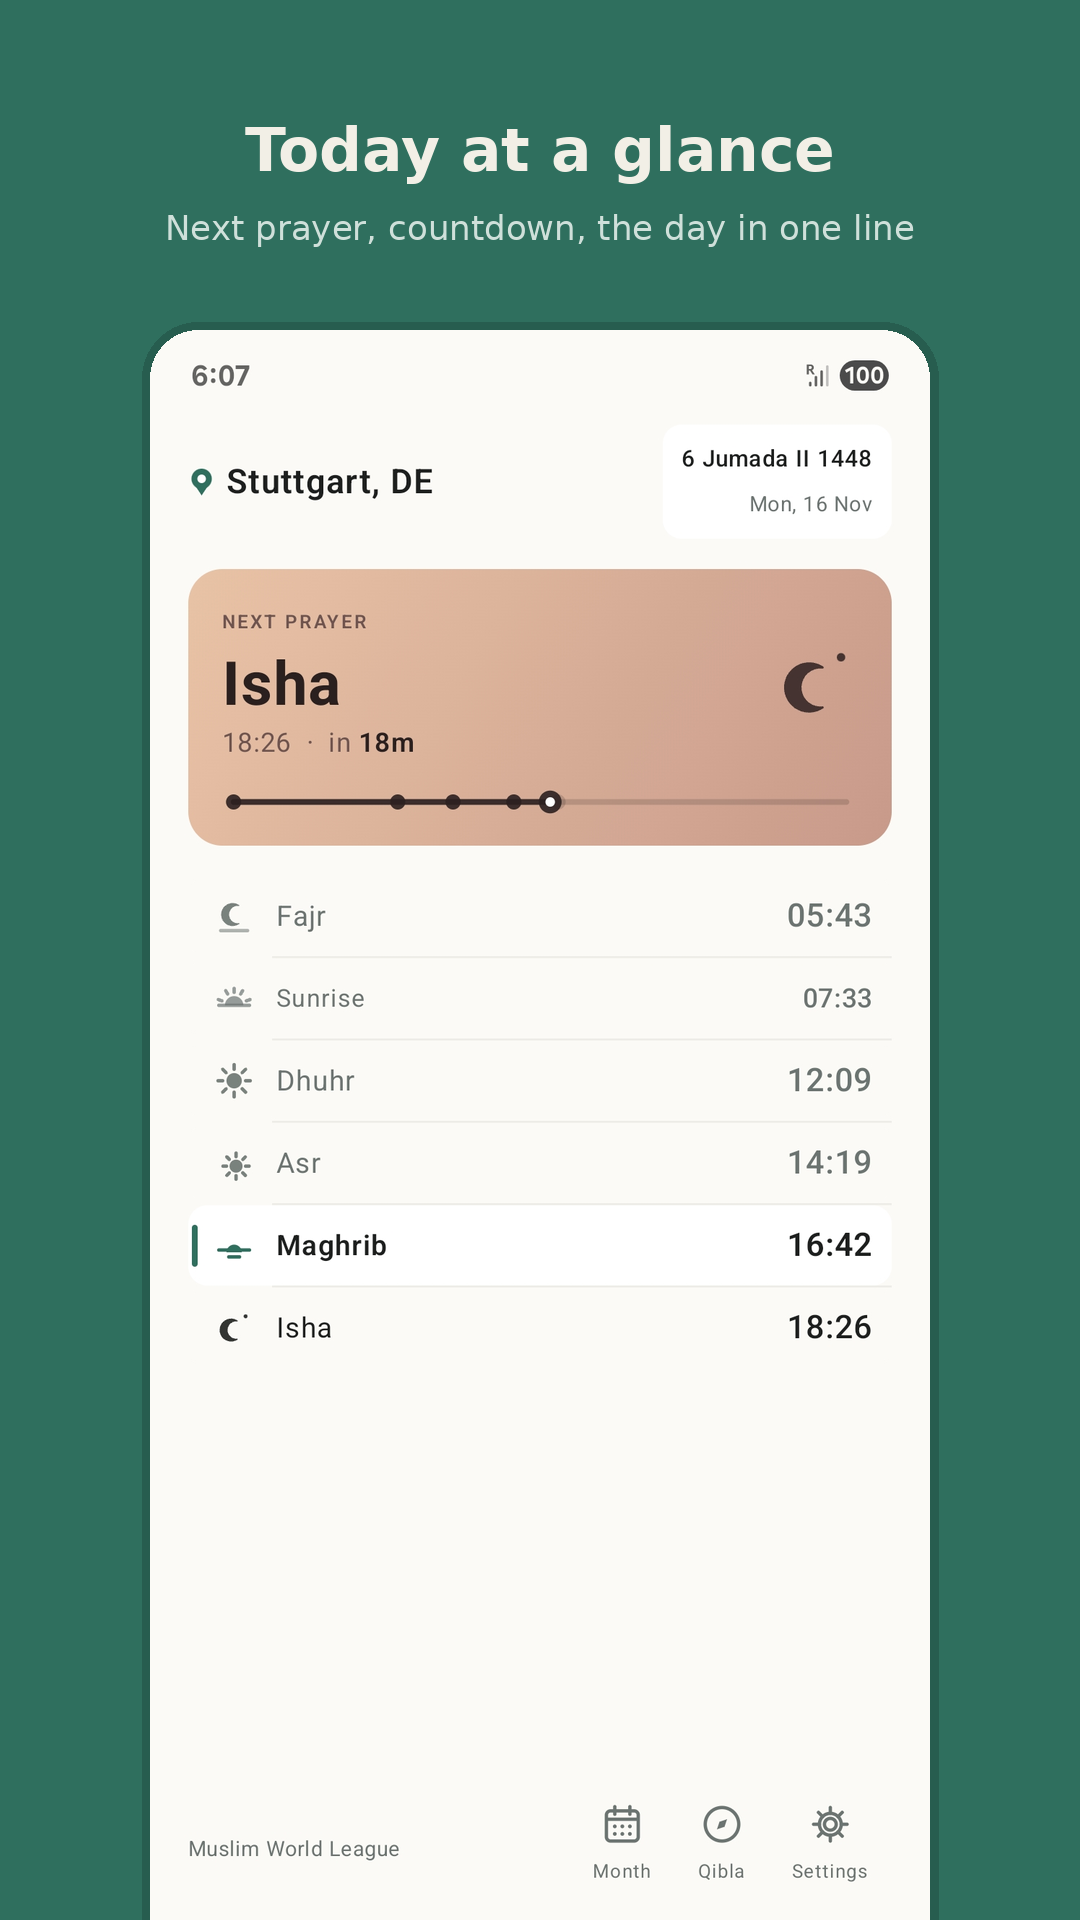 Today at a glance
Next prayer, countdown, the day in one line
6:07
R 100
Stuttgart, DE
6 Jumada II 1448
Mon, 16 Nov
NEXT PRAYER
Isha
18:26 · in 18m
Fajr 05:43
Sunrise 07:33
Dhuhr 12:09
Asr 14:19
Maghrib 16:42
Isha 18:26
Muslim World League
Month Qibla Settings